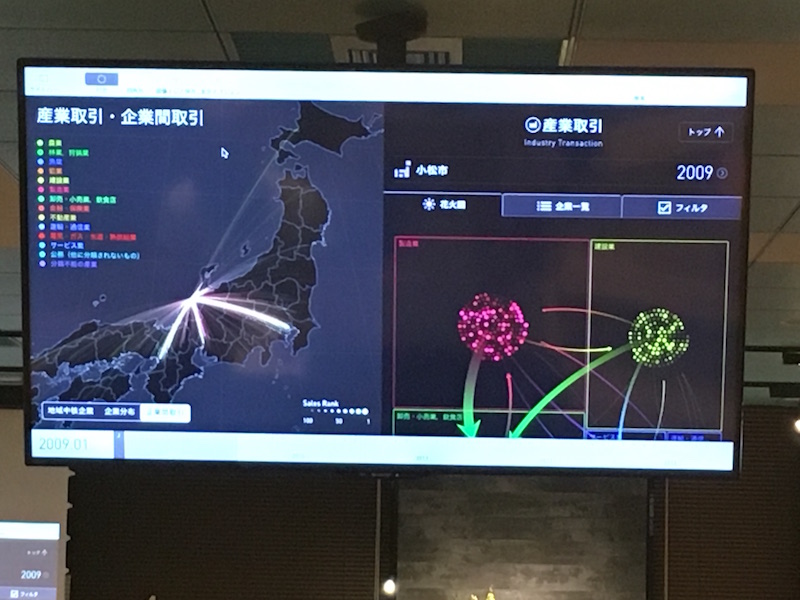 産業取引・企業間取引
農業
林業、狩猟業
漁業
鉱業
建設業
製造業
卸売・小売業、飲食店
金融・保険業
不動産業
運輸・通信業
電気・ガス・水道・熱供給業
サービス業
公務（他に分類されないもの）
分類不能の産業
地域中核企業 企業分布 企業間取引
Sales Rank
100 50 1
2009.01
産業取引
Industry Transaction
トップ
小松市
2009
花火図
企業一覧
フィルタ
製造業
建設業
卸売・小売業、飲食店
サービス
運輸・通信
トップ
2009
フィルタ